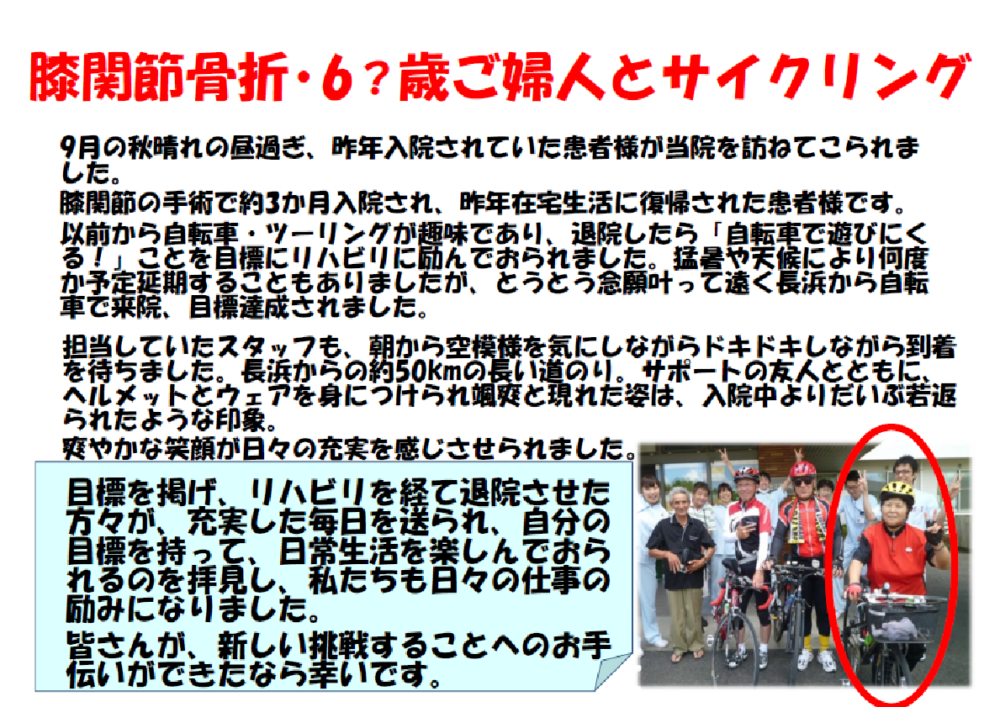 膝関節骨折・6？歳ご婦人とサイクリング
9月の秋晴れの昼過ぎ、昨年入院されていた患者様が当院を訪ねてこられま
した。
膝関節の手術で約3か月入院され、昨年在宅生活に復帰された患者様です。
以前から自転車・ツーリングが趣味であり、退院したら「自転車で遊びにく
る！」ことを目標にリハビリに励んでおられました。猛暑や天候により何度
か予定延期することもありましたが、とうとう念願叶って遠く長浜から自転
車で来院、目標達成されました。
担当していたスタッフも、朝から空模様を気にしながらドキドキしながら到着
を待ちました。長浜からの約50kmの長い道のり。サポートの友人とともに、
ヘルメットとウェアを身につけられ颯爽と現れた姿は、入院中よりだいぶ若返
られたような印象。
爽やかな笑顔が日々の充実を感じさせられました。
目標を掲げ、リハビリを経て退院させた
方々が、充実した毎日を送られ、自分の
目標を持って、日常生活を楽しんでおら
れるのを拝見し、私たちも日々の仕事の
励みになりました。
皆さんが、新しい挑戦することへのお手
伝いができたなら幸いです。